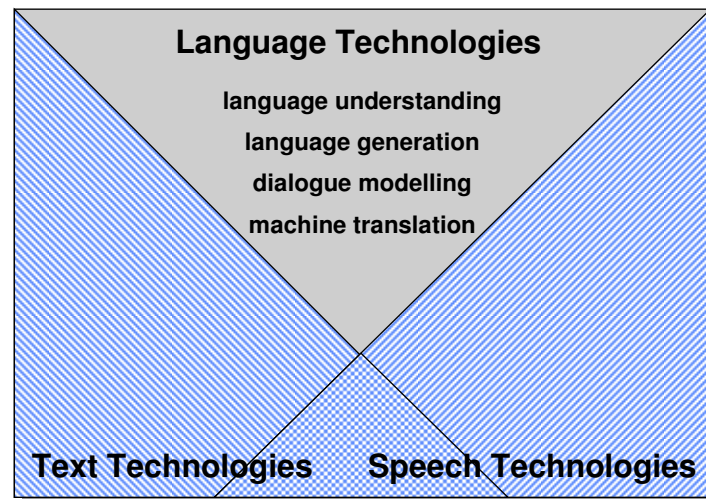 Language Technologies
language understanding
language generation
dialogue modelling
machine translation
Text Technologies
Speech Technologies